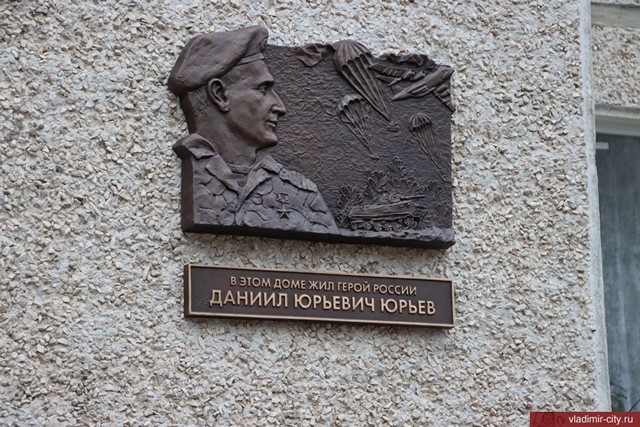 В ЭТОМ ДОМЕ ЖИЛ ГЕРОЙ РОССИИ
ДАНИИЛ ЮРЬЕВИЧ ЮРЬЕВ
vladimir-city.ru